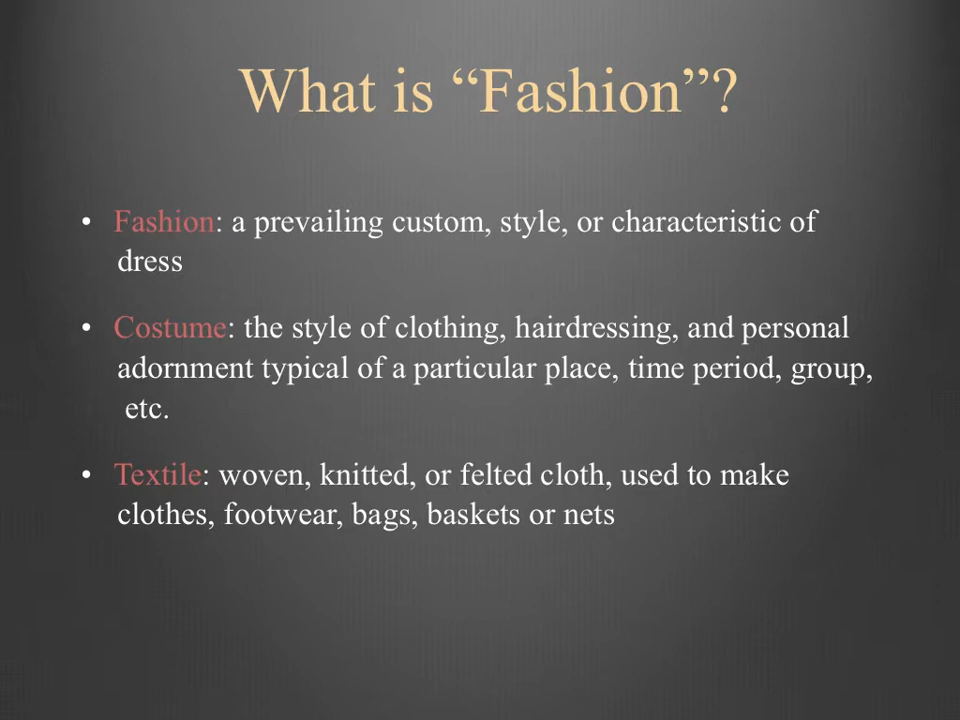 What is “Fashion”?
• Fashion: a prevailing custom, style, or characteristic of
dress
• Costume: the style of clothing, hairdressing, and personal
adornment typical of a particular place, time period, group,
etc.
• Textile: woven, knitted, or felted cloth, used to make
clothes, footwear, bags, baskets or nets